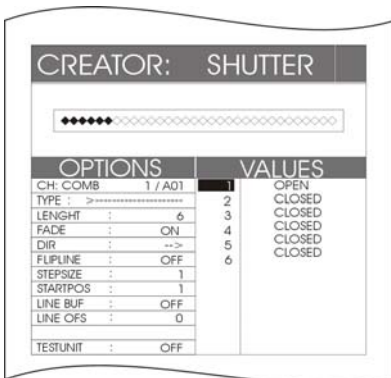 CREATOR: SHUTTER
OPTIONS VALUES
CH: COMB 1 / A01 1 OPEN
TYPE : >---------------------- 2 CLOSED
LENGHT : 6 3 CLOSED
FADE : ON 4 CLOSED
DIR : --> 5 CLOSED
FLIPLINE : OFF 6 CLOSED
STEPSIZE : 1
STARTPOS : 1
LINE BUF : OFF
LINE OFS : 0
TESTUNIT : OFF